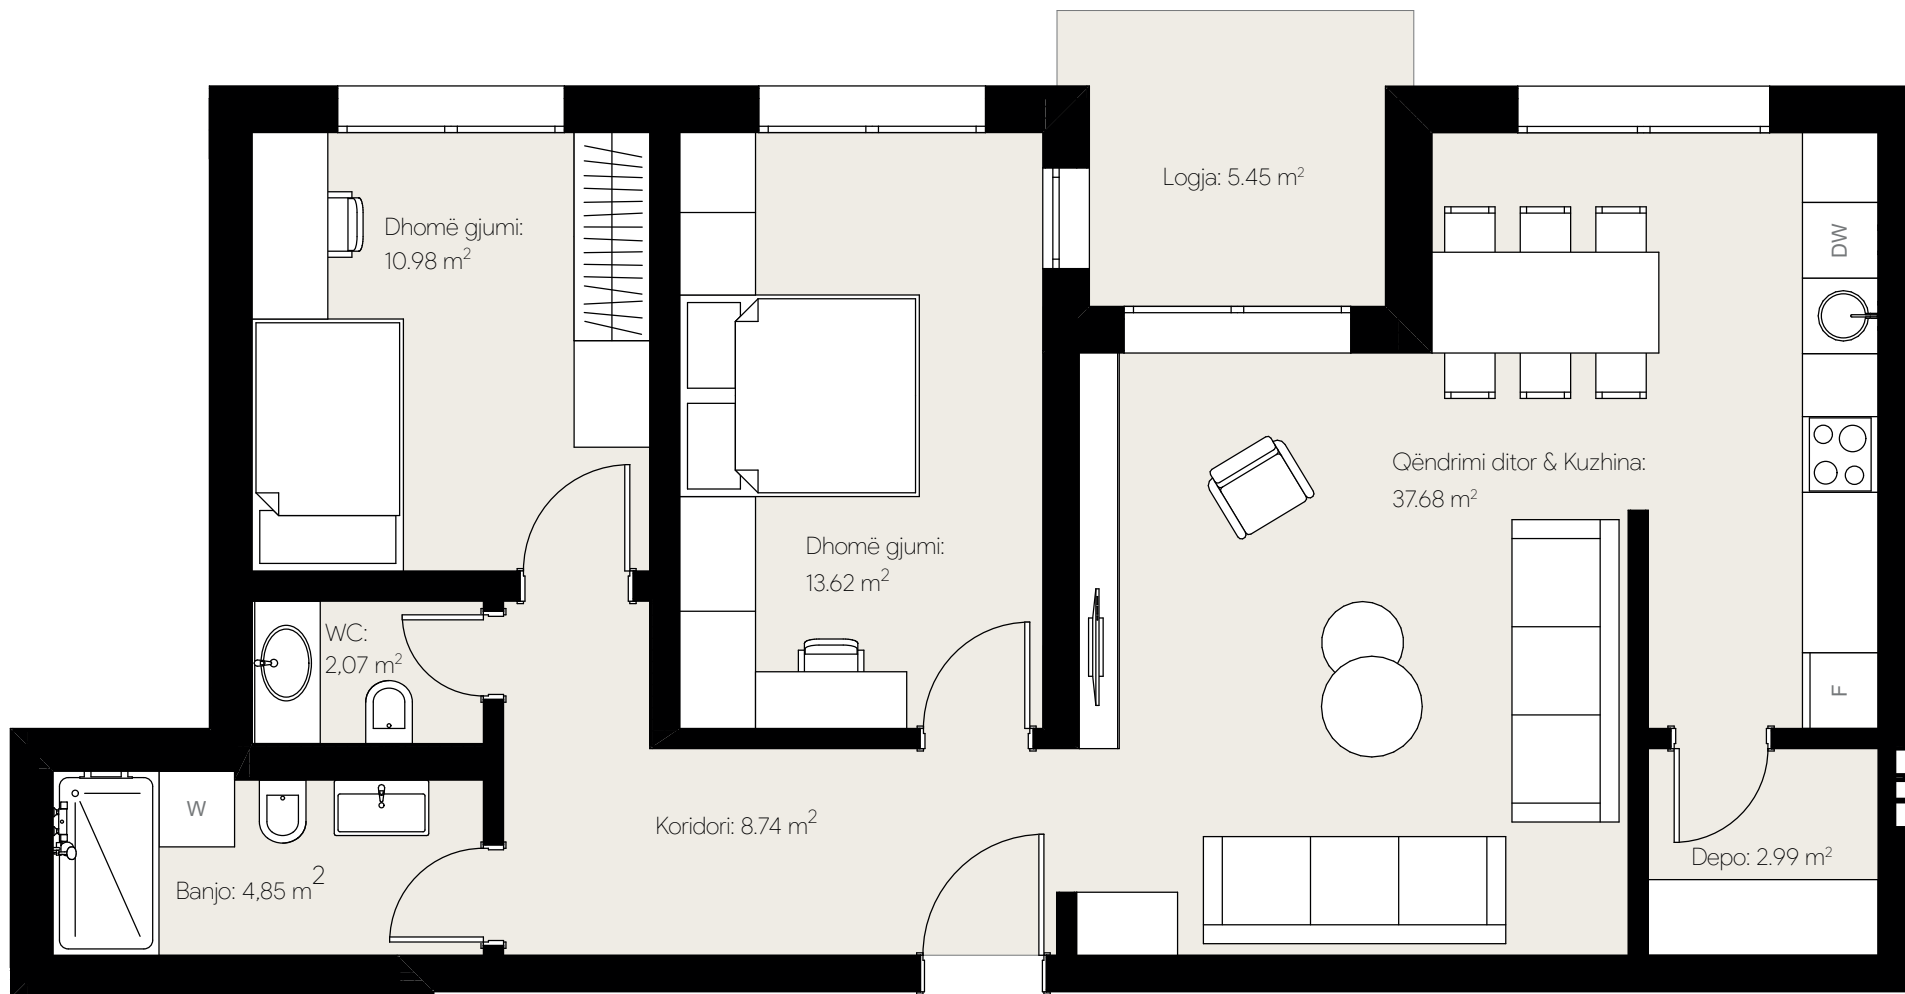 Logja: 5.45 m²
Dhomë gjumi:
10.98 m²
DW
Qëndrimi ditor & Kuzhina:
37.68 m²
Dhomë gjumi:
13.62 m²
WC:
2,07 m²
F
W
Koridori: 8.74 m²
Depo: 2.99 m²
Banjo: 4,85 m²